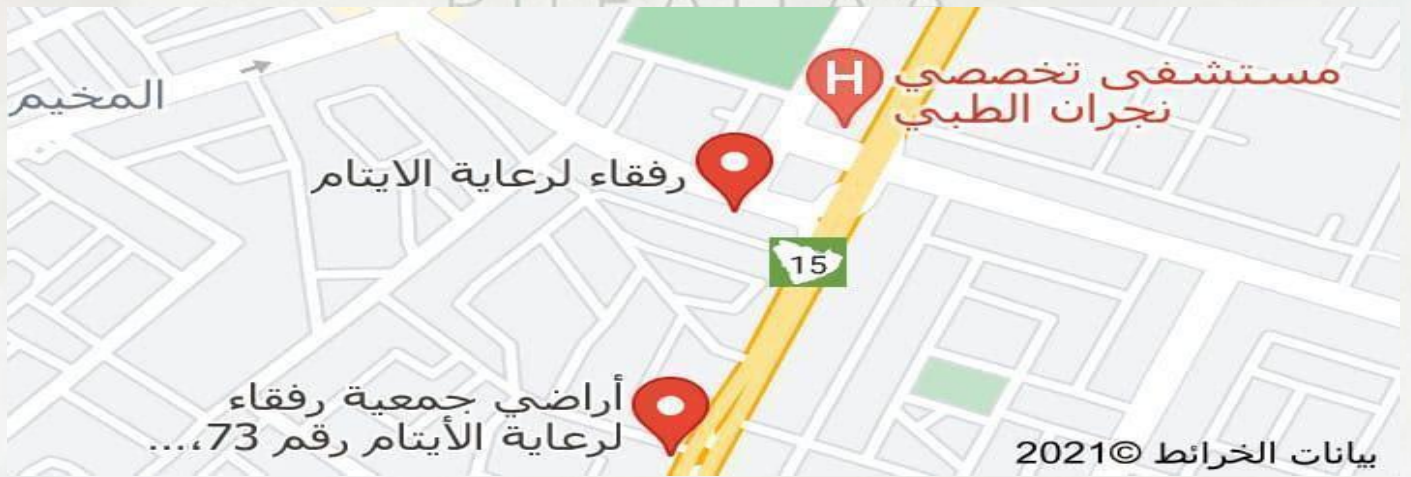 مستشفى تخصصي
نجران الطبي
المخيم
رفقاء لرعاية الايتام
15
أراضي جمعية رفقاء
لرعاية الأيتام رقم 73،...
بيانات الخرائط ©2021